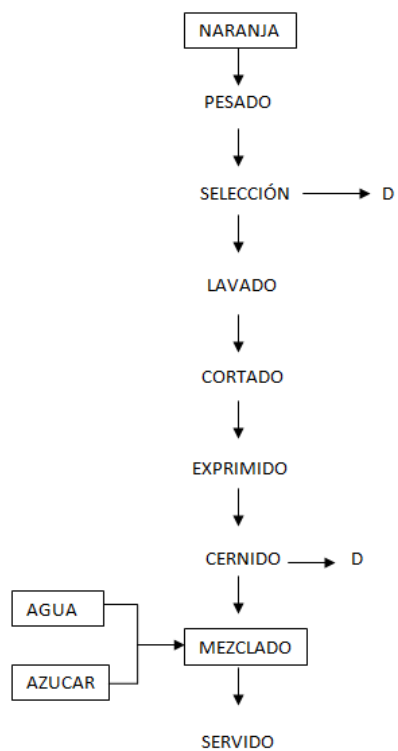 NARANJA
PESADO
SELECCIÓN D
LAVADO
CORTADO
EXPRIMIDO
CERNIDO D
AGUA
MEZCLADO
AZUCAR
SERVIDO